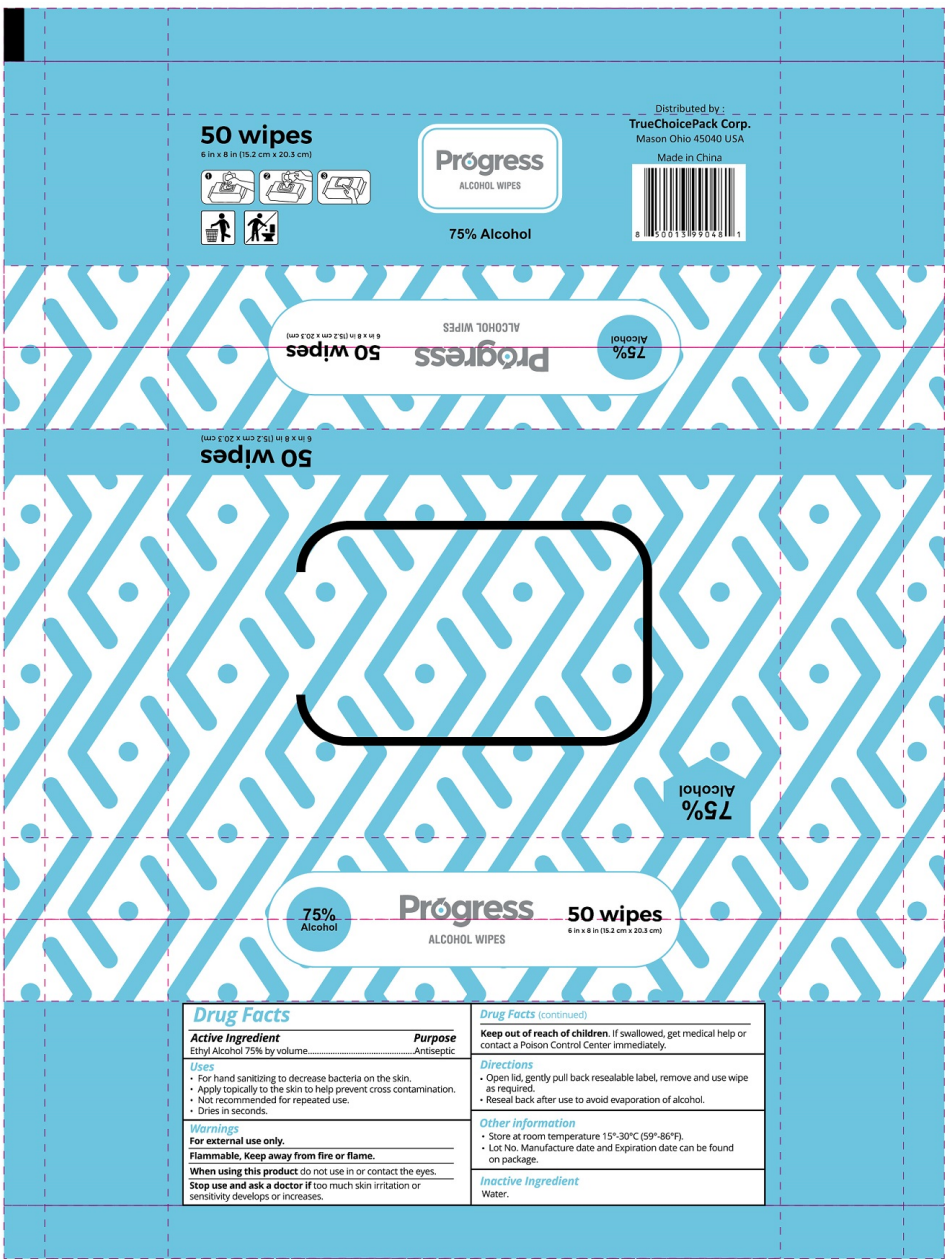 50 wipes
6 in x 8 in (15.2 cm x 20.3 cm)
1 2 3
Progress
ALCOHOL WIPES
75% Alcohol
Distributed by :
TrueChoicePack Corp.
Mason Ohio 45040 USA
Made in China
8 50013 99048 1
75%
Alcohol
Progress
ALCOHOL WIPES
50 wipes
6 in x 8 in (15.2 cm x 20.3 cm)
50 wipes
6 in x 8 in (15.2 cm x 20.3 cm)
75%
Alcohol
75%
Alcohol
Progress
ALCOHOL WIPES
50 wipes
6 in x 8 in (15.2 cm x 20.3 cm)
Drug Facts
Active Ingredient Purpose
Ethyl Alcohol 75% by volume..............................................Antiseptic
Uses
• For hand sanitizing to decrease bacteria on the skin.
• Apply topically to the skin to help prevent cross contamination.
• Not recommended for repeated use.
• Dries in seconds.
Warnings
For external use only.
Flammable, Keep away from fire or flame.
When using this product do not use in or contact the eyes.
Stop use and ask a doctor if too much skin irritation or
sensitivity develops or increases.
Drug Facts (continued)
Keep out of reach of children. If swallowed, get medical help or
contact a Poison Control Center immediately.
Directions
• Open lid, gently pull back resealable label, remove and use wipe
as required.
• Reseal back after use to avoid evaporation of alcohol.
Other information
• Store at room temperature 15°-30°C (59°-86°F).
• Lot No. Manufacture date and Expiration date can be found
on package.
Inactive Ingredient
Water.